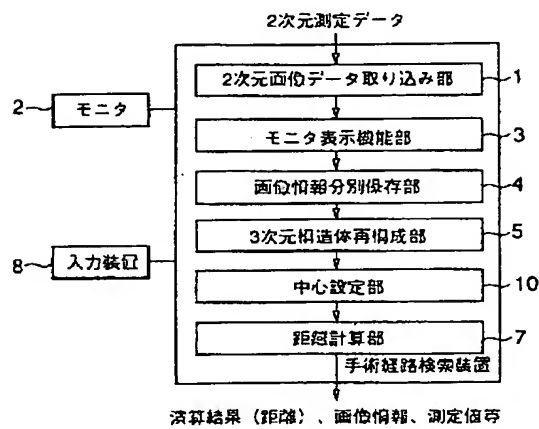 2次元測定データ
2次元画像データ取り込み部
1
2
モニタ
モニタ表示機能部
3
画像情報分別保存部
4
3次元構造体再構成部
5
8
入力装置
中心設定部
10
距離計算部
7
手術経路検索装置
演算結果（距離）、画像情報、測定値等